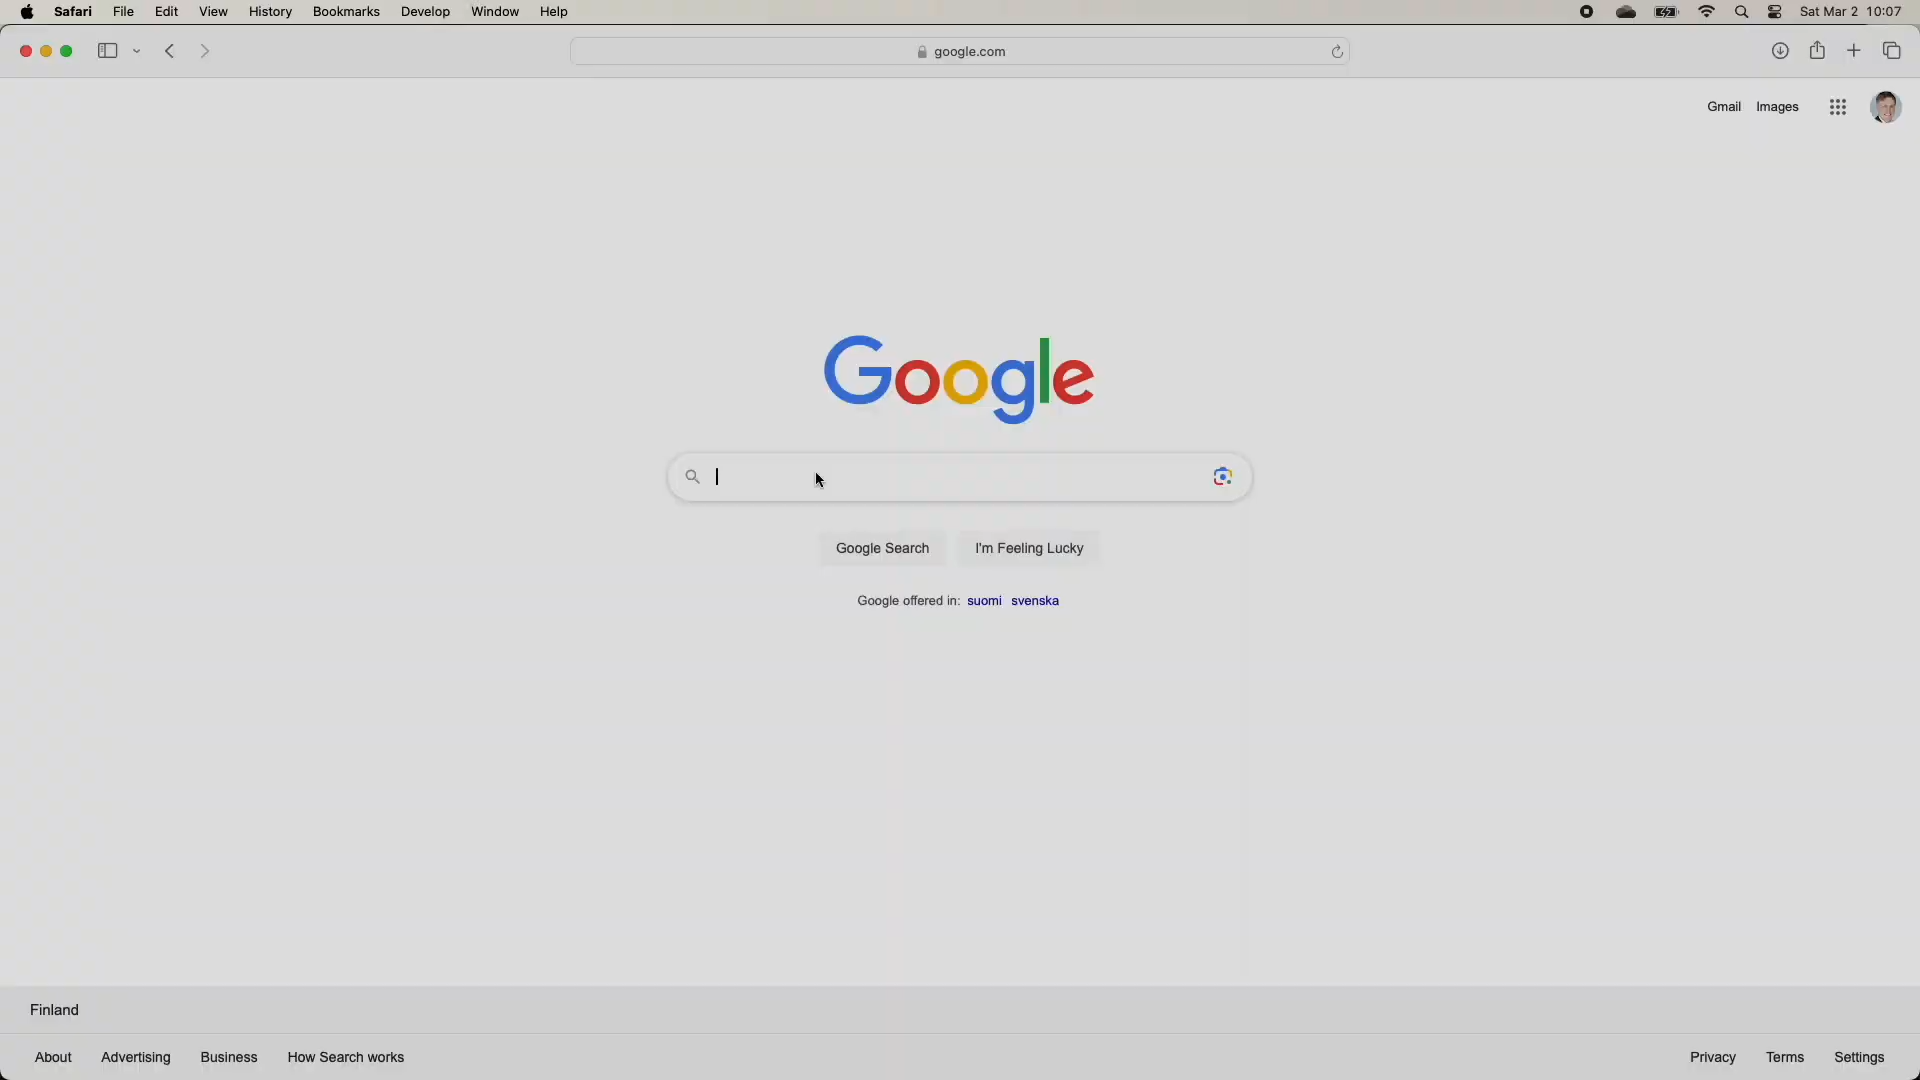 Safari File Edit View History Bookmarks Develop Window Help Sat Mar 2 10:07
google.com
Gmail Images
Google
Google Search I'm Feeling Lucky
Google offered in: suomi svenska
Finland
About Advertising Business How Search works Privacy Terms Settings